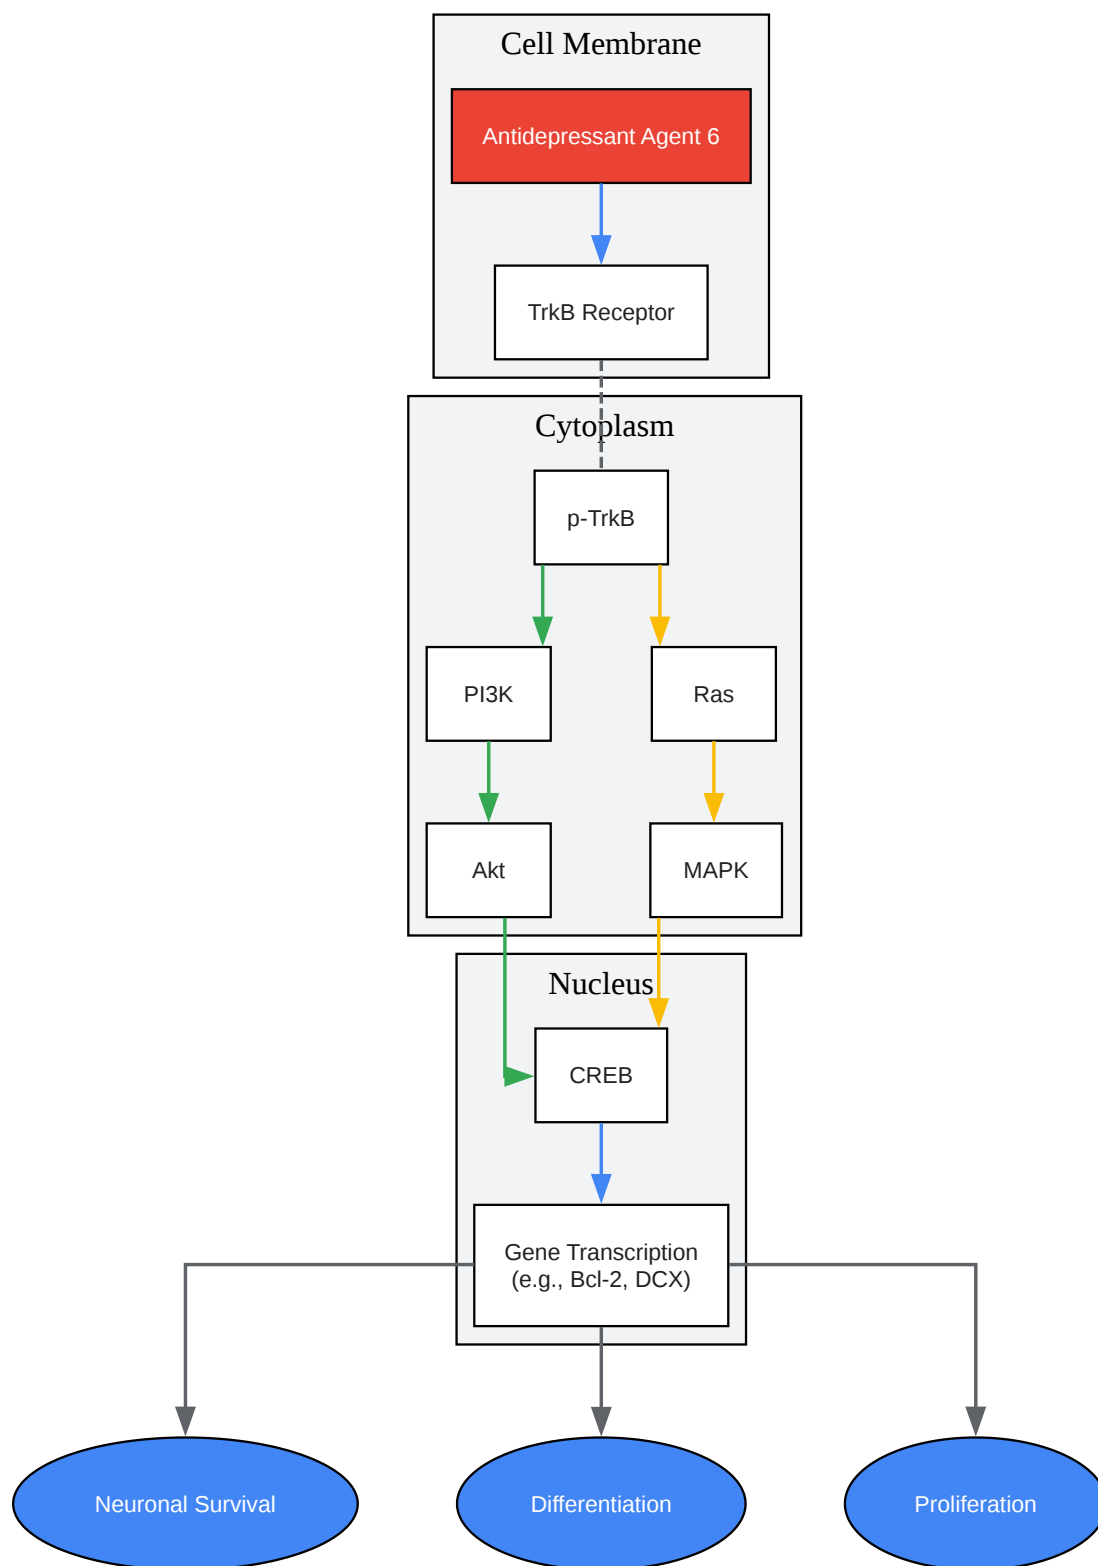 Cell Membrane
Antidepressant Agent 6
TrkB Receptor
Cytoplasm
p-TrkB
PI3K
Ras
Akt
MAPK
Nucleus
CREB
Gene Transcription
(e.g., Bcl-2, DCX)
Neuronal Survival
Differentiation
Proliferation